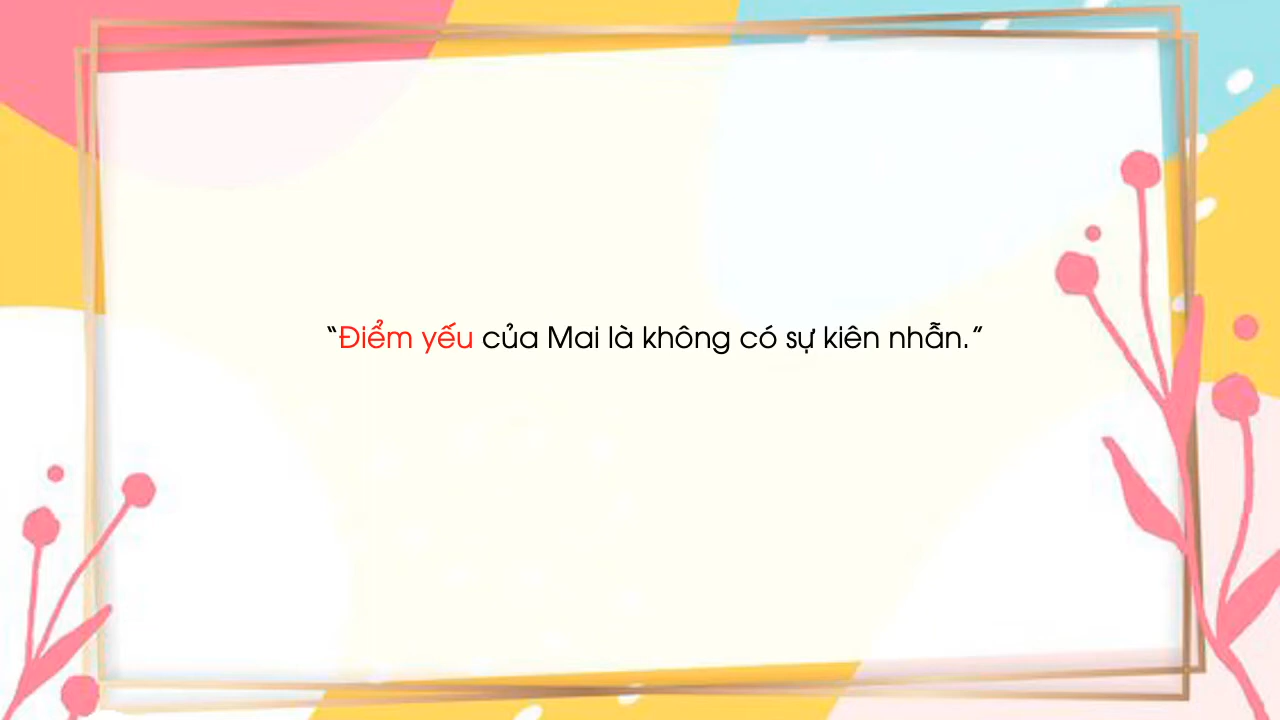 “Điểm yếu của Mai là không có sự kiên nhẫn.”